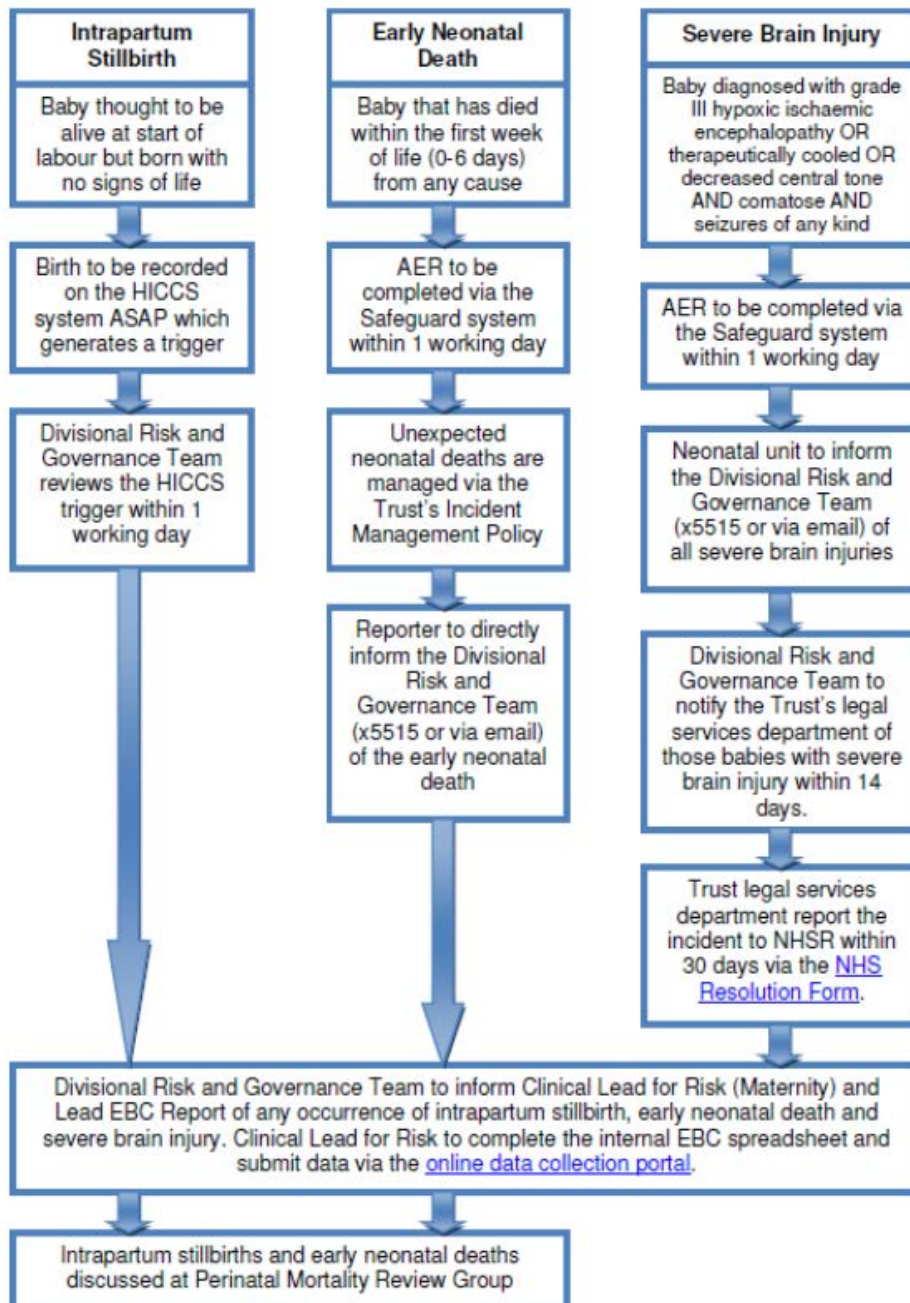 Intrapartum
Stillbirth
Baby thought to be
alive at start of
labour but born with
no signs of life
Birth to be recorded
on the HICCS
system ASAP which
generates a trigger
Divisional Risk and
Governance Team
reviews the HICCS
trigger within 1
working day
Early Neonatal
Death
Baby that has died
within the first week
of life (0-6 days)
from any cause
AER to be
completed via the
Safeguard system
within 1 working day
Unexpected
neonatal deaths are
managed via the
Trust's Incident
Management Policy
Reporter to directly
inform the Divisional
Risk and
Governance Team
(x5515 or via email)
of the early neonatal
death
Severe Brain Injury
Baby diagnosed with grade
III hypoxic ischaemic
encephalopathy OR
therapeutically cooled OR
decreased central tone
AND comatose AND
seizures of any kind
AER to be completed via
the Safeguard system
within 1 working day
Neonatal unit to inform
the Divisional Risk and
Governance Team
(x5515 or via email) of
all severe brain injuries
Divisional Risk and
Governance Team to
notify the Trust's legal
services department of
those babies with severe
brain injury within 14
days.
Trust legal services
department report the
incident to NHSR within
30 days via the NHS
Resolution Form.
Divisional Risk and Governance Team to inform Clinical Lead for Risk (Maternity) and
Lead EBC Report of any occurrence of intrapartum stillbirth, early neonatal death and
severe brain injury. Clinical Lead for Risk to complete the internal EBC spreadsheet and
submit data via the online data collection portal.
Intrapartum stillbirths and early neonatal deaths
discussed at Perinatal Mortality Review Group